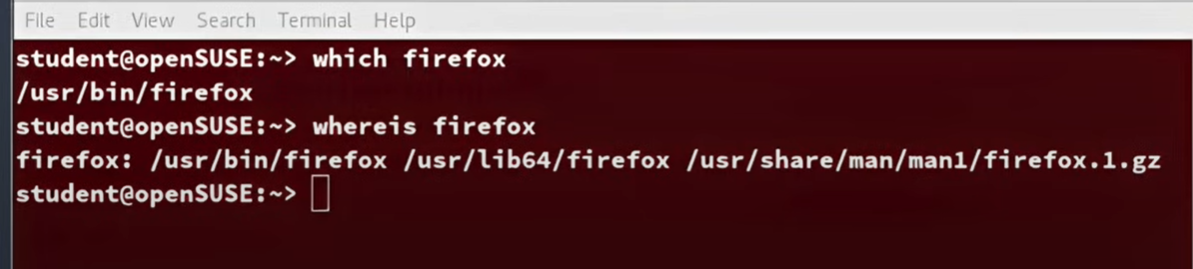 File Edit View Search Terminal Help
student@openSUSE:~> which firefox
/usr/bin/firefox
student@openSUSE:~> whereis firefox
firefox: /usr/bin/firefox /usr/lib64/firefox /usr/share/man/man1/firefox.1.gz
student@openSUSE:~>